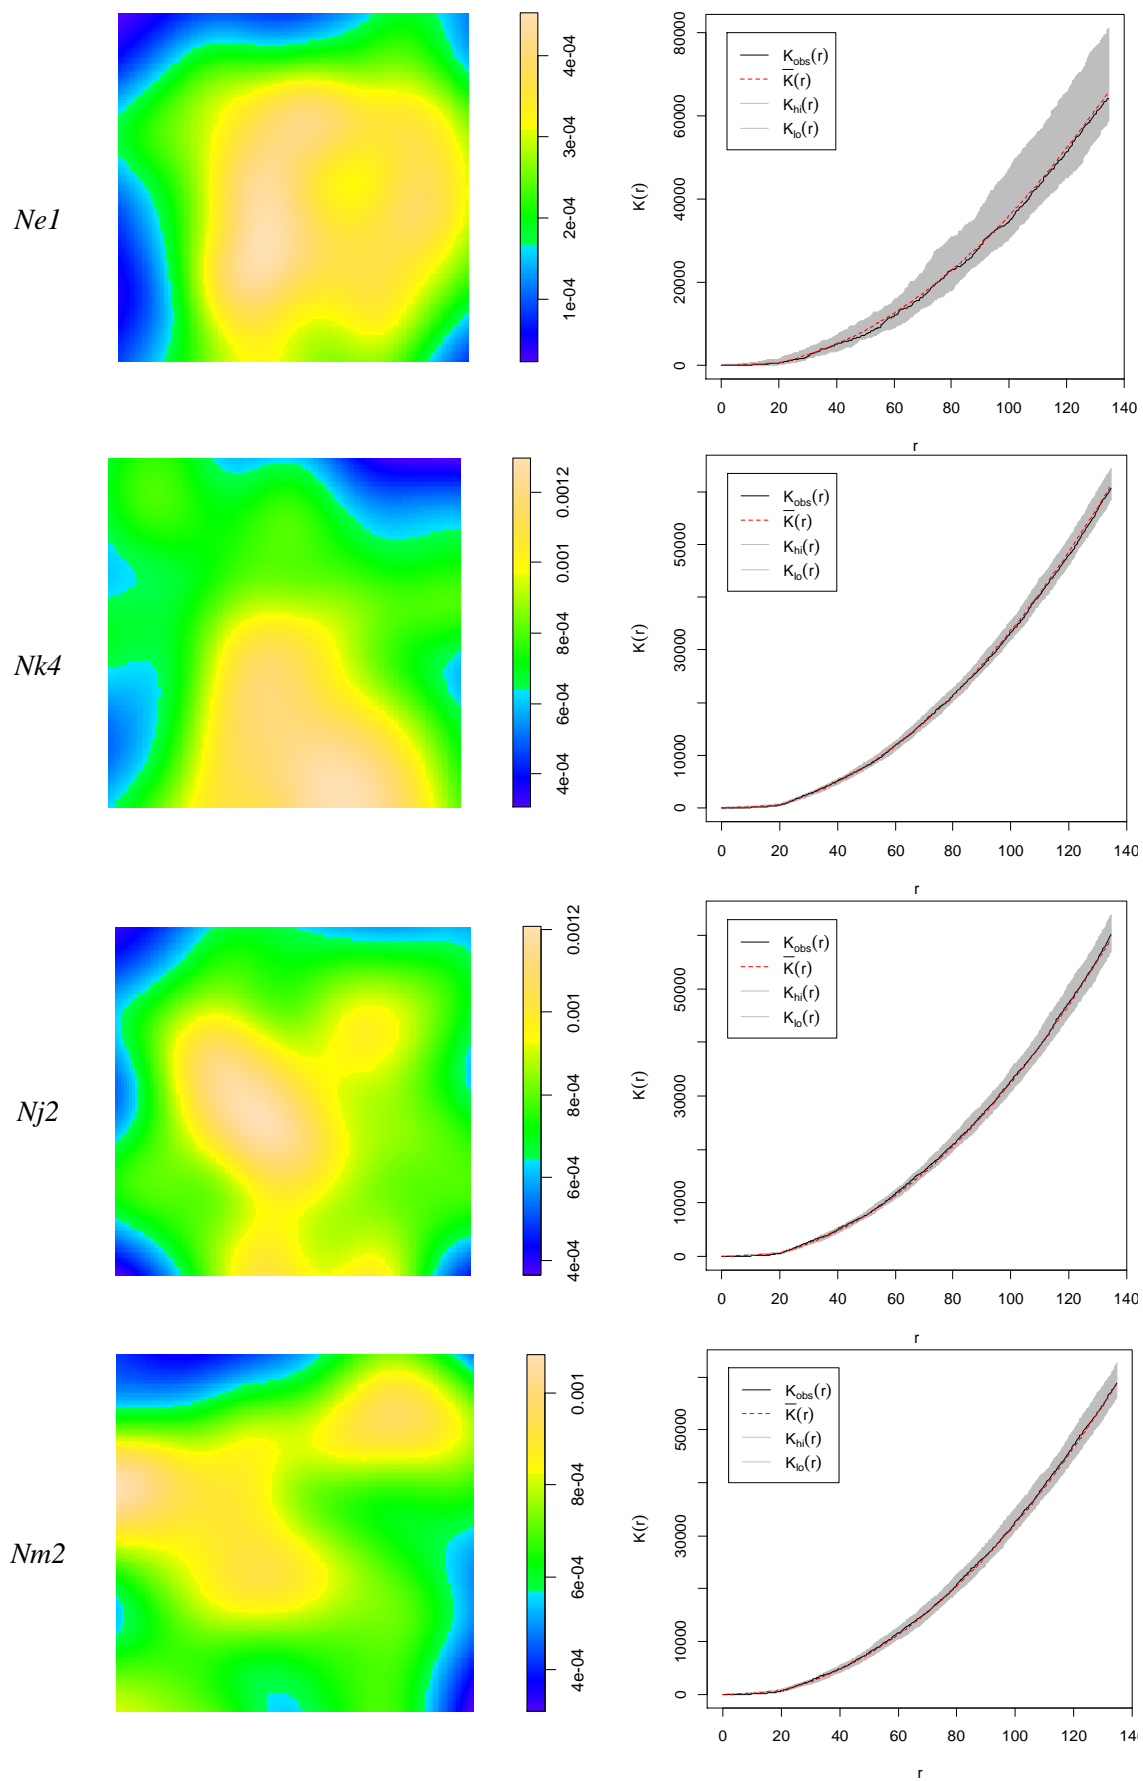 Ne1
4e-04
3e-04
2e-04
1e-04
K(r)
80000
60000
40000
20000
0
Kobs(r)
K̅(r)
Khi(r)
Klo(r)
0 20 40 60 80 100 120 140
r
Nk4
0.0012
0.001
8e-04
6e-04
4e-04
K(r)
50000
30000
10000
0
Kobs(r)
K̅(r)
Khi(r)
Klo(r)
0 20 40 60 80 100 120 140
r
Nj2
0.0012
0.001
8e-04
6e-04
4e-04
K(r)
50000
30000
10000
0
Kobs(r)
K̅(r)
Khi(r)
Klo(r)
0 20 40 60 80 100 120 140
r
Nm2
0.001
8e-04
6e-04
4e-04
K(r)
50000
30000
10000
0
Kobs(r)
K̅(r)
Khi(r)
Klo(r)
0 20 40 60 80 100 120
r